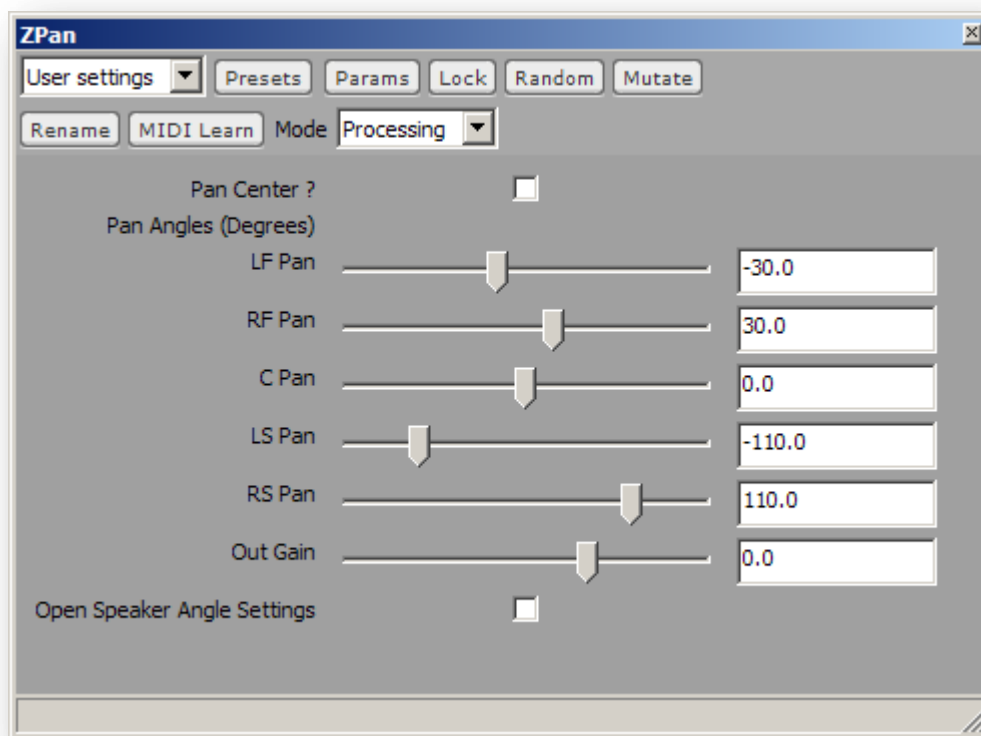 ZPan
User settings Presets Params Lock Random Mutate
Rename MIDI Learn Mode Processing
Pan Center ?
Pan Angles (Degrees)
LF Pan -30.0
RF Pan 30.0
C Pan 0.0
LS Pan -110.0
RS Pan 110.0
Out Gain 0.0
Open Speaker Angle Settings